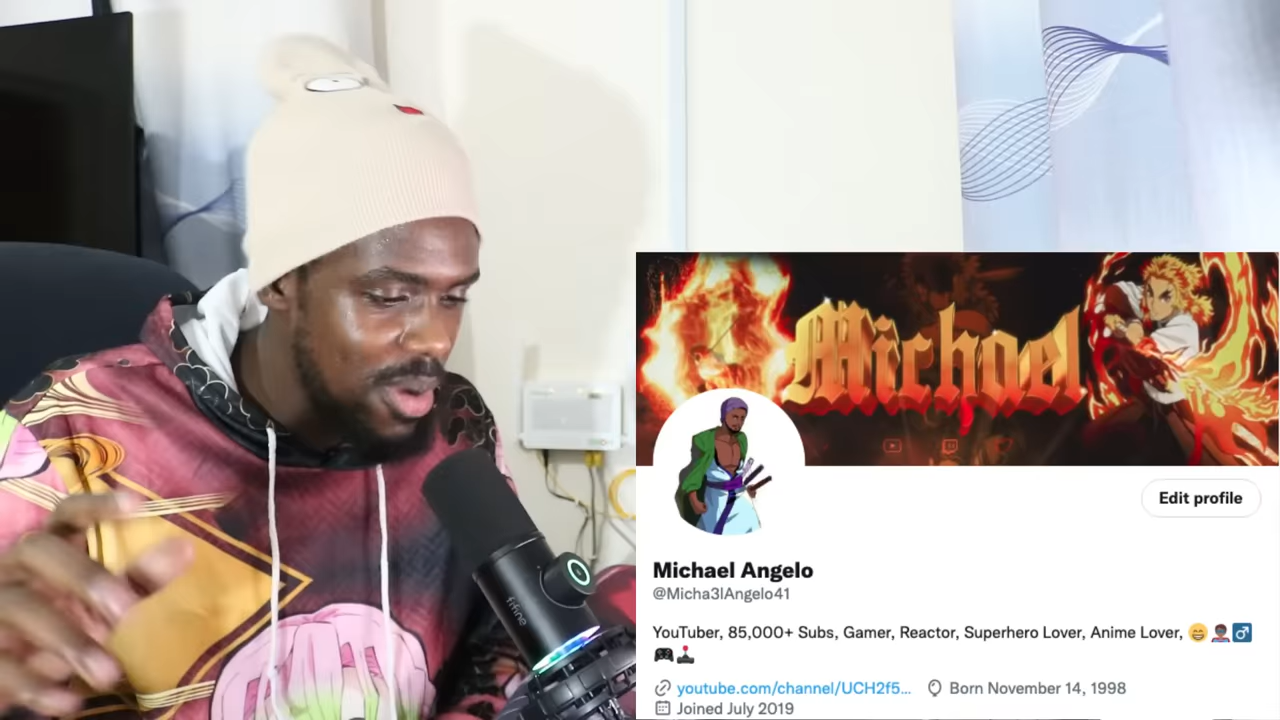 Michael
Edit profile
Michael Angelo
@Micha3lAngelo41
YouTuber, 85,000+ Subs, Gamer, Reactor, Superhero Lover, Anime Lover, 😁👨🏿‍🎓♂️
🎮🕹️
youtube.com/channel/UCH2f5... Born November 14, 1998
Joined July 2019
fifine